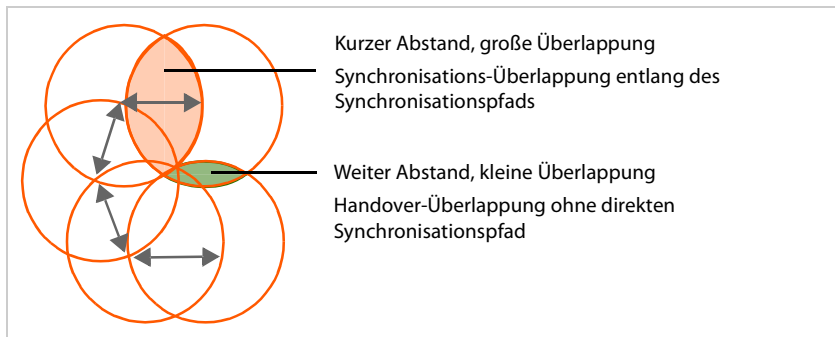 Kurzer Abstand, große Überlappung
Synchronisations-Überlappung entlang des
Synchronisationspfads
Weiter Abstand, kleine Überlappung
Handover-Überlappung ohne direkten
Synchronisationspfad